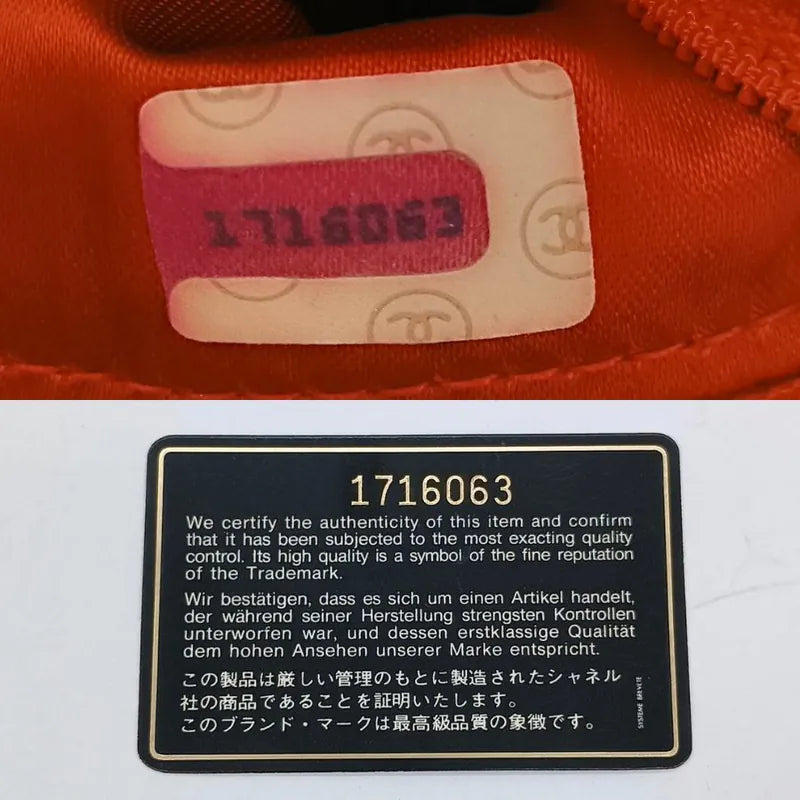 1716063
1716063
We certify the authenticity of this item and confirm
that it has been subjected to the most exacting quality
control. Its high quality is a symbol of the fine reputation
of the Trademark.
Wir bestätigen, dass es sich um einen Artikel handelt,
der während seiner Herstellung strengsten Kontrollen
unterworfen war, und dessen erstklassige Qualität
dem hohen Ansehen unserer Marke entspricht.
この製品は厳しい管理のもとに製造されたシャネル
社の商品であることを証明いたします。
このブランド・マークは最高級品質の象徴です。
SYSTEME BREVETE